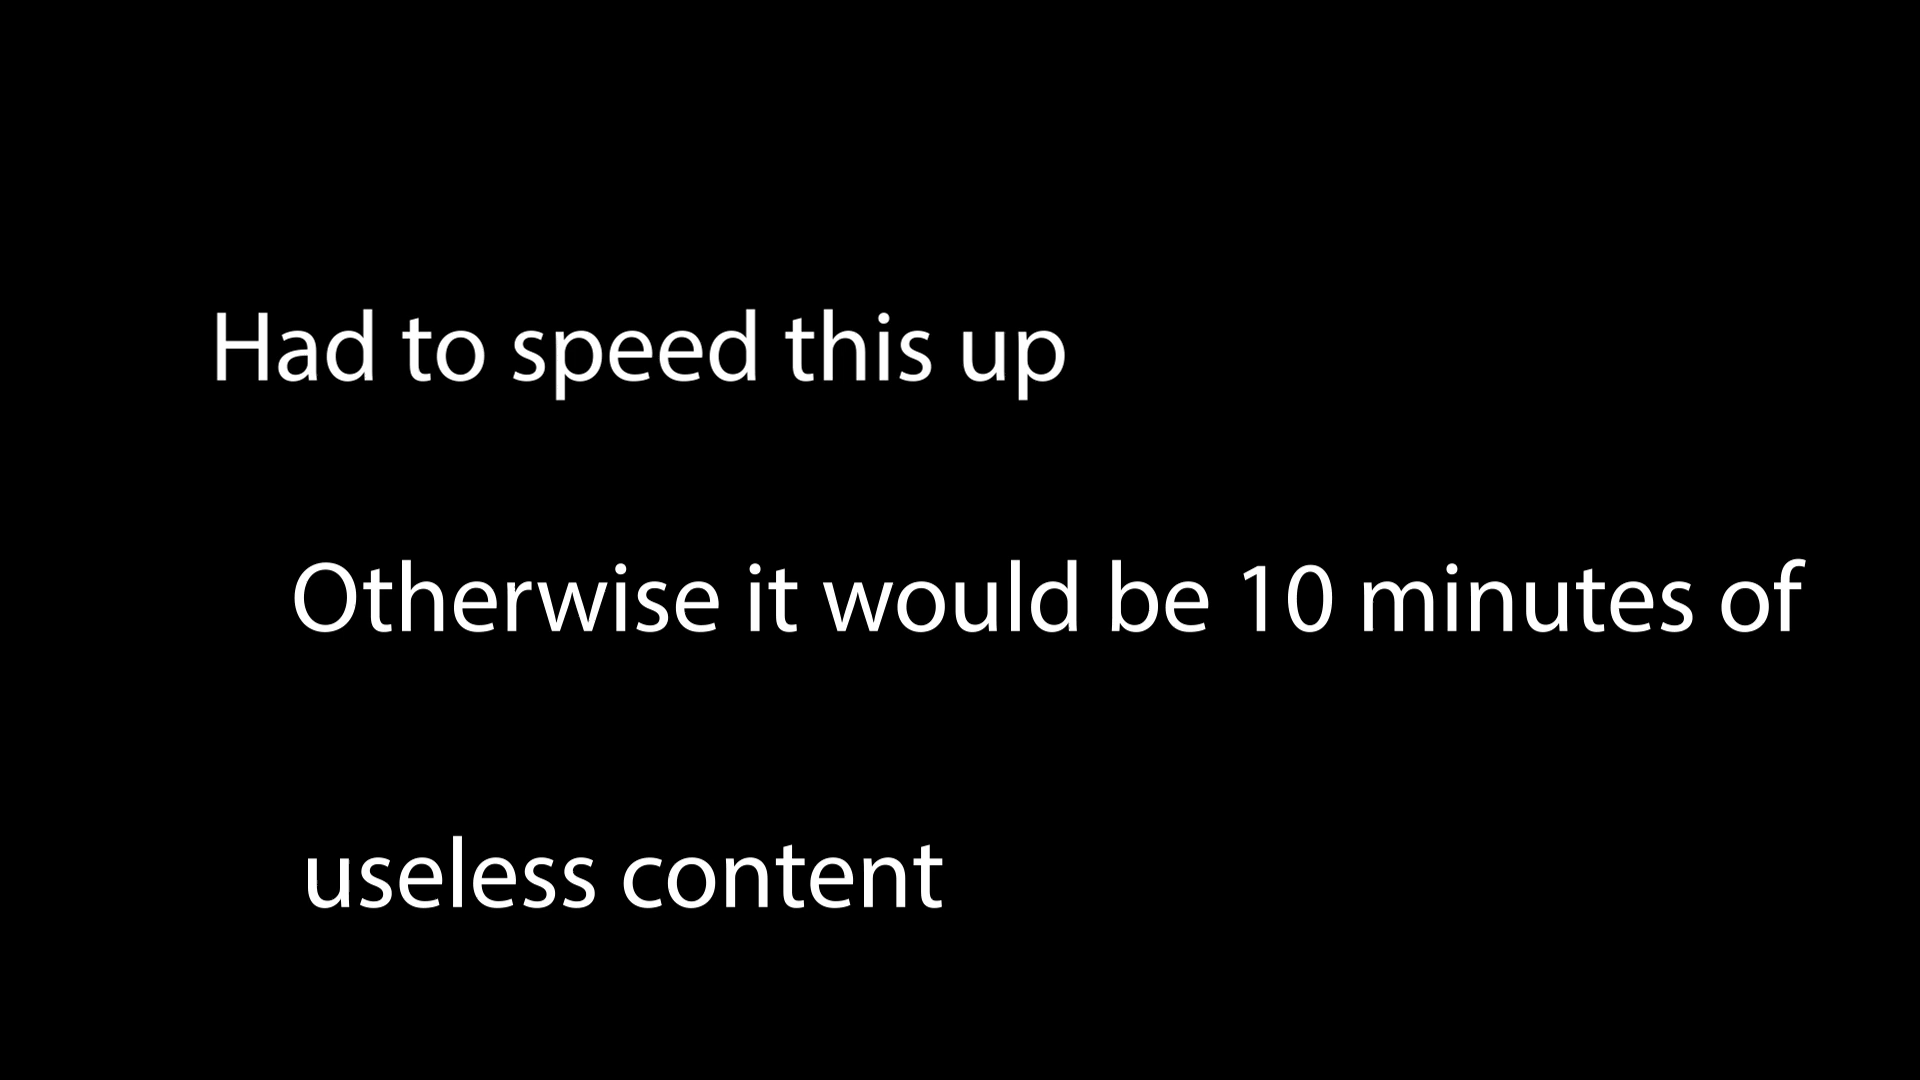 Had to speed this up
Otherwise it would be 10 minutes of
useless content